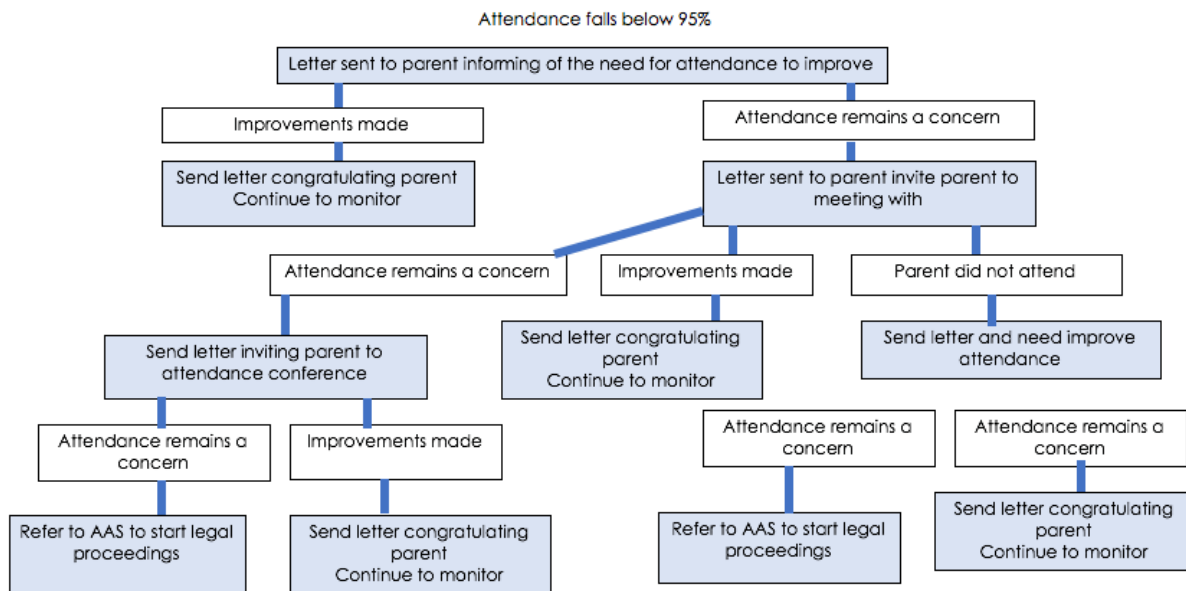 Attendance falls below 95%
Letter sent to parent informing of the need for attendance to improve
Improvements made
Attendance remains a concern
Send letter congratulating parent
Continue to monitor
Letter sent to parent invite parent to
meeting with
Attendance remains a concern
Improvements made
Parent did not attend
Send letter inviting parent to
attendance conference
Send letter congratulating
parent
Continue to monitor
Send letter and need improve
attendance
Attendance remains a
concern
Improvements made
Attendance remains a
concern
Attendance remains a
concern
Refer to AAS to start legal
proceedings
Send letter congratulating
parent
Continue to monitor
Refer to AAS to start legal
proceedings
Send letter congratulating
parent
Continue to monitor